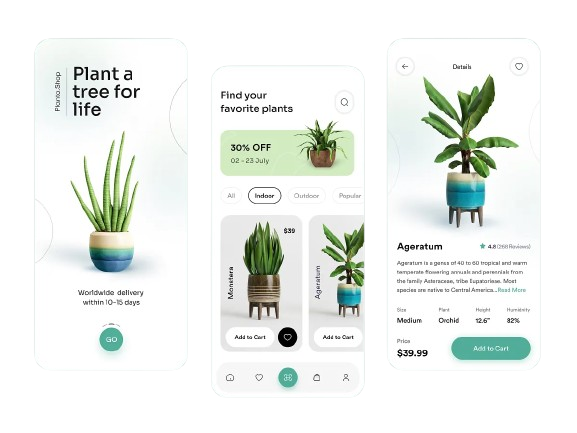 Planto.Shop
Plant a
tree for
life
Worldwide delivery
within 10-15 days
GO
Find your
favorite plants
30% OFF
02 - 23 July
All
Indoor
Outdoor
Popular
$39
Monstera
Add to Cart
Ageratum
Add to Cart
Details
Ageratum
4.8 (268 Reviews)
Ageratum is a genus of 40 to 60 tropical and warm
temperate flowering annuals and perennials from
the family Asteraceae, tribe Eupatorieae. Most
species are native to Central America...Read More
Size
Plant
Height
Humidity
Medium
Orchid
12.6"
82%
Price
$39.99
Add to Cart